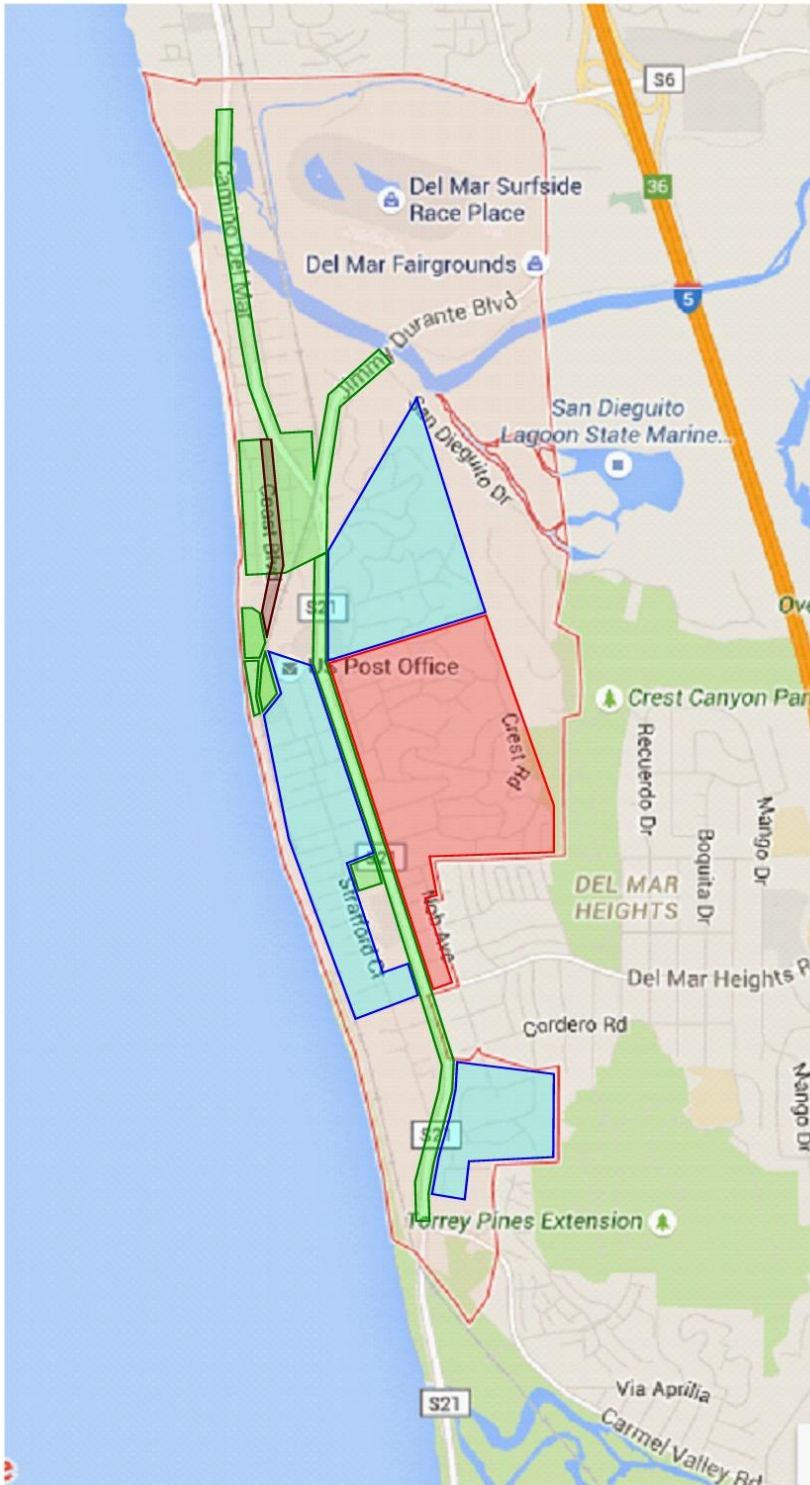 S6
36
Del Mar Surfside
Race Place
Camino Del Mar
Del Mar Fairgrounds
5
Jimmy Durante Blvd
San Dieguito
Lagoon State Marine...
San Dieguito Dr
Coast Blvd
S21
Ove
US Post Office
Crest Canyon Par
Crest Rd
Recuerdo Dr
Mango Dr
Boquita Dr
S21
DEL MAR
HEIGHTS
Stratford Ct
Nob Ave
Del Mar Heights R
Cordero Rd
Mango Dr
S21
Torrey Pines Extension
Via Aprilia
S21
Carmel Valley Rd
e